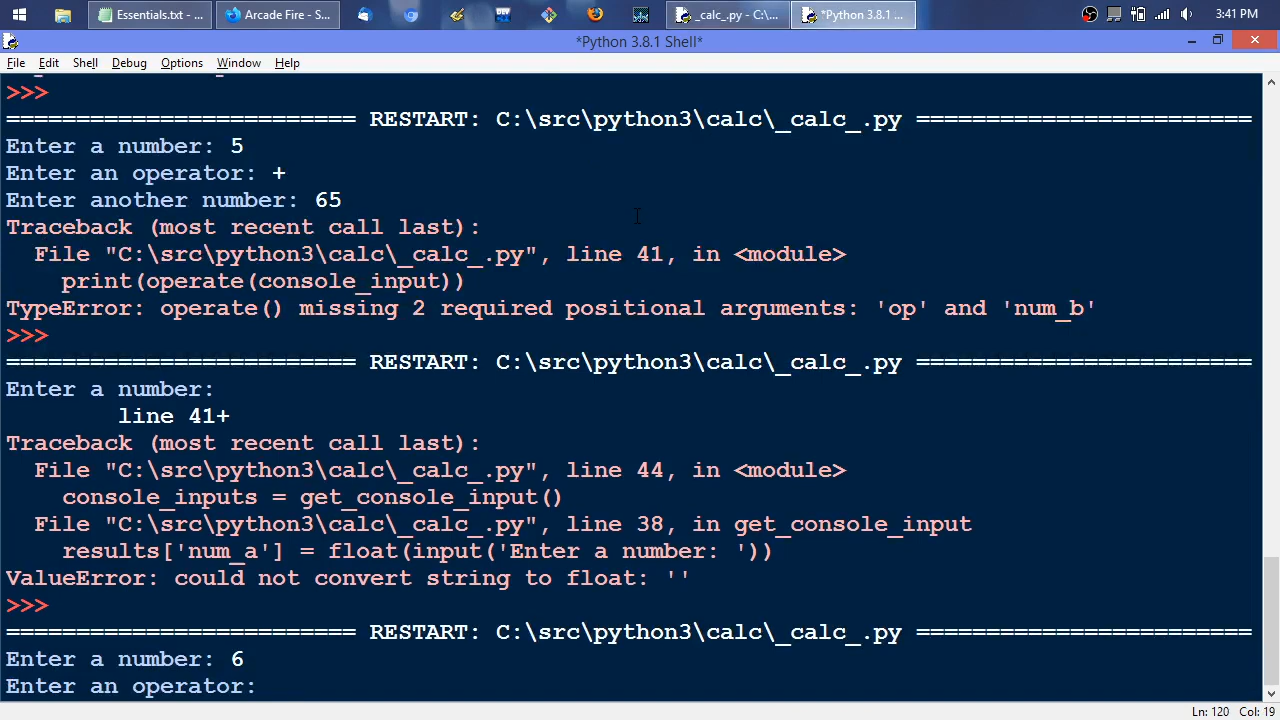 Essentials.txt - ...
Arcade Fire - S...
DEV
_calc_.py - C:\...
*Python 3.8.1 ...
3:41 PM
*Python 3.8.1 Shell*
File Edit Shell Debug Options Window Help
>>>
========================= RESTART: C:\src\python3\calc\_calc_.py ========================
Enter a number: 5
Enter an operator: +
Enter another number: 65
Traceback (most recent call last):
  File "C:\src\python3\calc\_calc_.py", line 41, in <module>
    print(operate(console_input))
TypeError: operate() missing 2 required positional arguments: 'op' and 'num_b'
>>>
========================= RESTART: C:\src\python3\calc\_calc_.py ========================
Enter a number:
        line 41+
Traceback (most recent call last):
  File "C:\src\python3\calc\_calc_.py", line 44, in <module>
    console_inputs = get_console_input()
  File "C:\src\python3\calc\_calc_.py", line 38, in get_console_input
    results['num_a'] = float(input('Enter a number: '))
ValueError: could not convert string to float: ''
>>>
========================= RESTART: C:\src\python3\calc\_calc_.py ========================
Enter a number: 6
Enter an operator:
Ln: 120 Col: 19